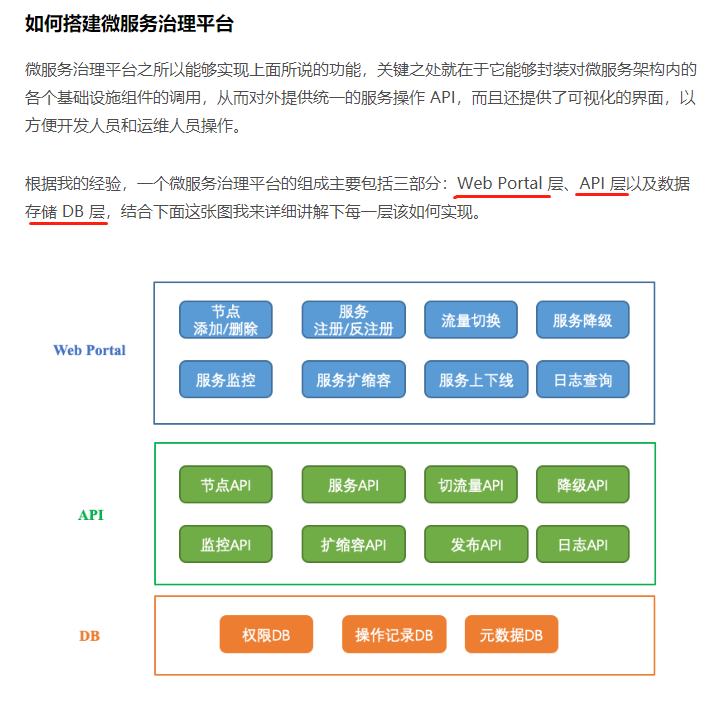 如何搭建微服务治理平台
微服务治理平台之所以能够实现上面所说的功能，关键之处就在于它能够封装对微服务架构内的
各个基础设施组件的调用，从而对外提供统一的服务操作 API，而且还提供了可视化的界面，以
方便开发人员和运维人员操作。
根据我的经验，一个微服务治理平台的组成主要包括三部分：Web Portal 层、API 层以及数据
存储 DB 层，结合下面这张图我来详细讲解下每一层该如何实现。
Web Portal
节点
添加/删除
服务
注册/反注册
流量切换
服务降级
服务监控
服务扩缩容
服务上下线
日志查询
API
节点API
服务API
切流量API
降级API
监控API
扩缩容API
发布API
日志API
DB
权限DB
操作记录DB
元数据DB